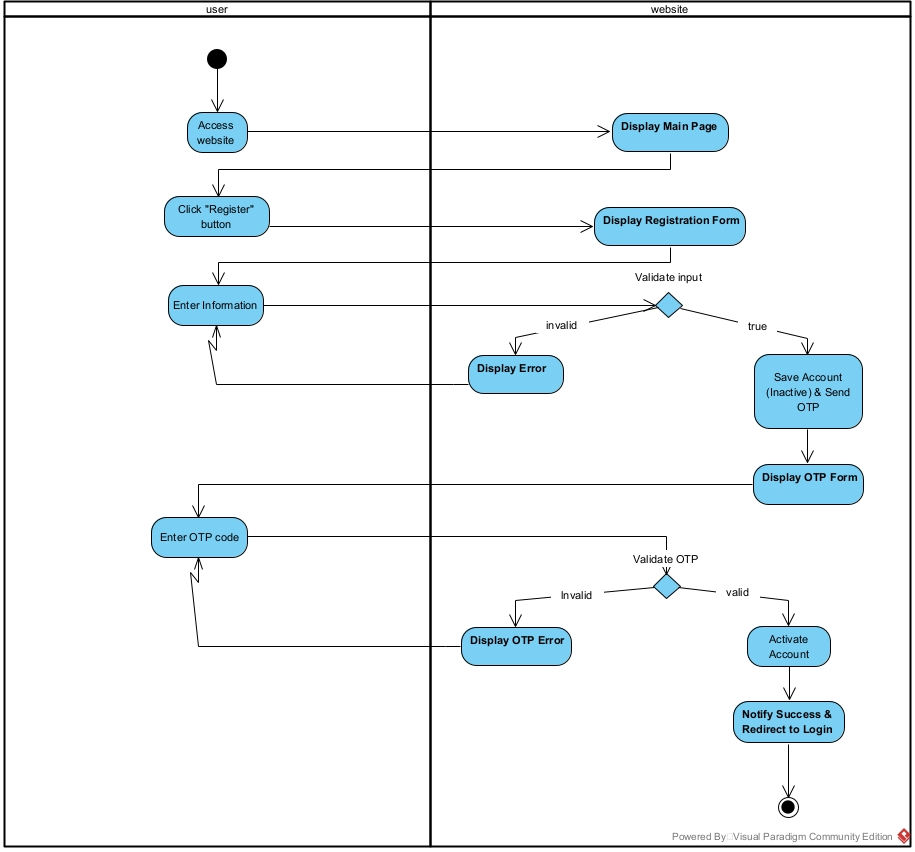 user
website
Access
website
Display Main Page
Click "Register"
button
Display Registration Form
Validate input
Enter Information
invalid
true
Display Error
Save Account
(Inactive) & Send
OTP
Display OTP Form
Enter OTP code
Validate OTP
Invalid
valid
Display OTP Error
Activate
Account
Notify Success &
Redirect to Login
Powered By Visual Paradigm Community Edition